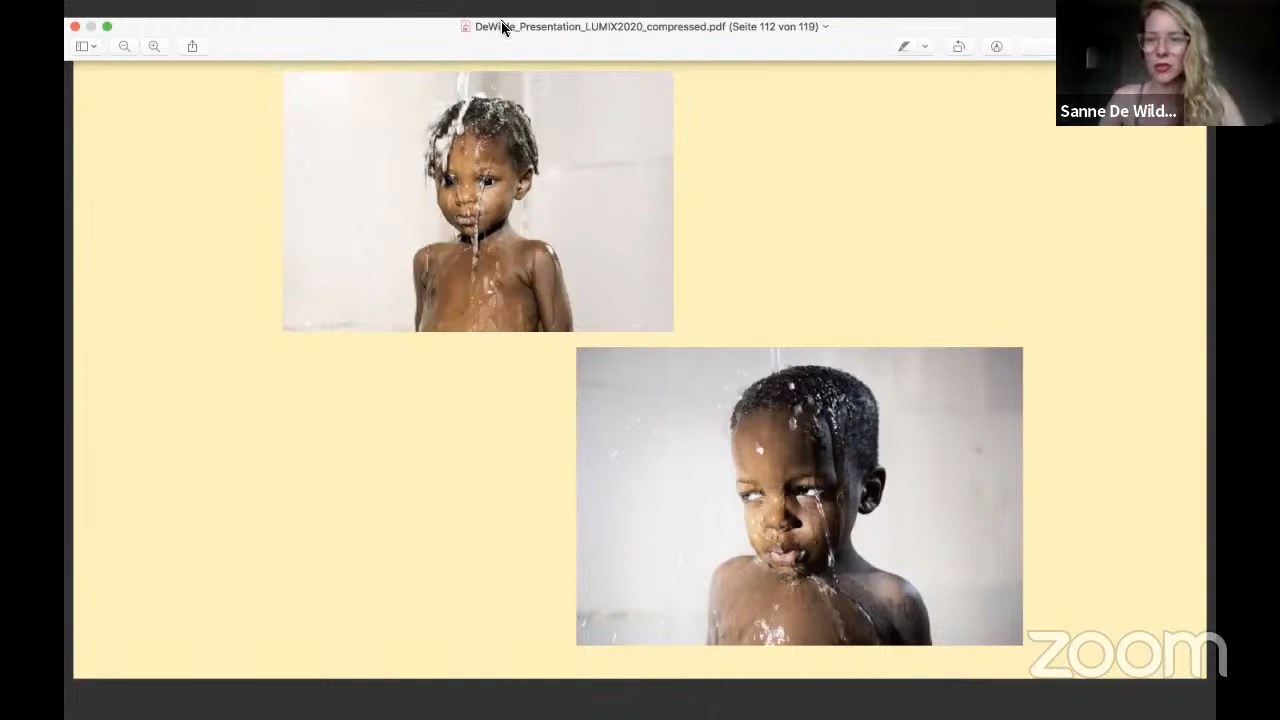 DeWilde_Presentation_LUMIX2020_compressed.pdf (Seite 112 von 119)
Sanne De Wild...
zoom